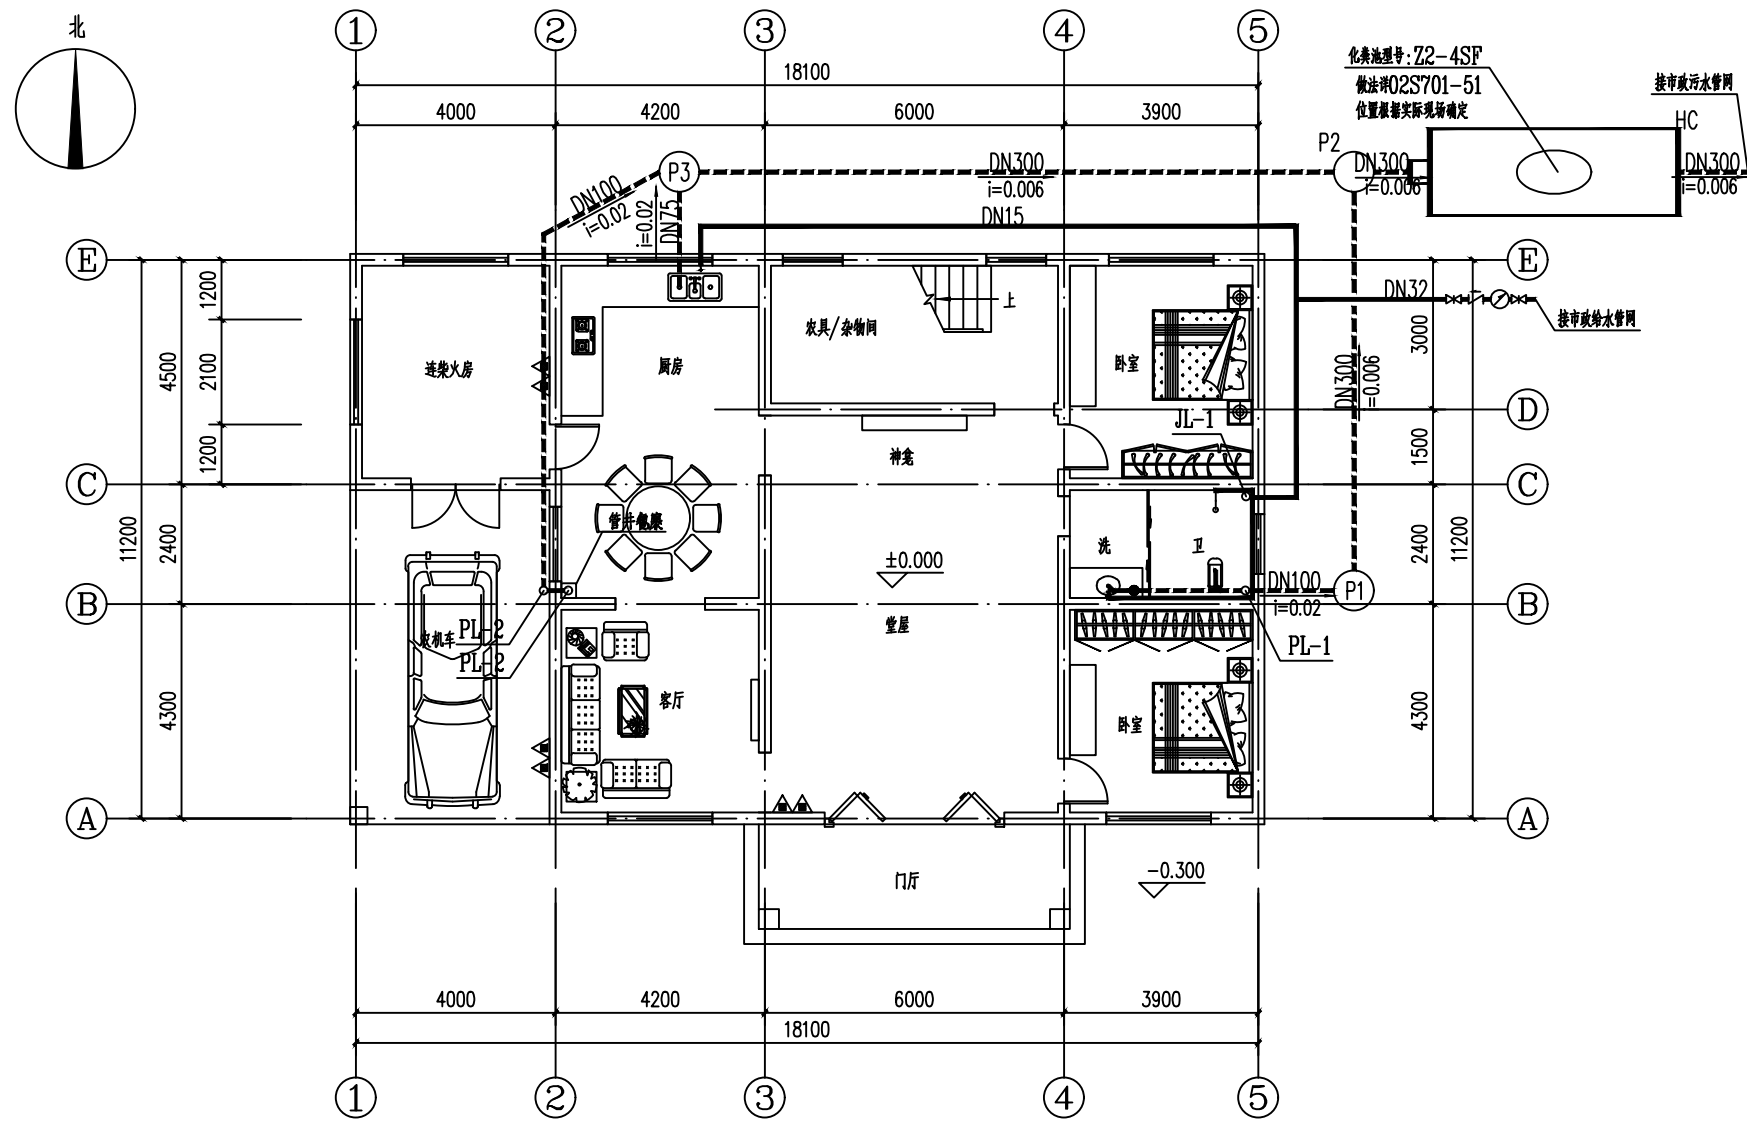 北
1
2
3
4
5
18100
4000
4200
6000
3900
化粪池型号:Z2-4SF
做法详02S701-51
位置根据实际现场确定
接市政污水管网
HC
P2
DN300
i=0.006
DN300
i=0.006
P3
DN300
i=0.006
DN100
i=0.02
i=0.02
DN75
DN15
E
E
DN32
接市政给水管网
1200
4500
2100
1200
农具/杂物间
上
连柴火房
厨房
卧室
3000
DN300
i=0.006
D
JL-1
1500
神龛
C
C
11200
2400
管井包藻
±0.000
洗
卫
2400
11200
DN100
i=0.02
P1
B
B
农机车
PL-2
PL-2
堂屋
PL-1
4300
客厅
卧室
4300
A
A
门厅
-0.300
4000
4200
6000
3900
18100
1
2
3
4
5